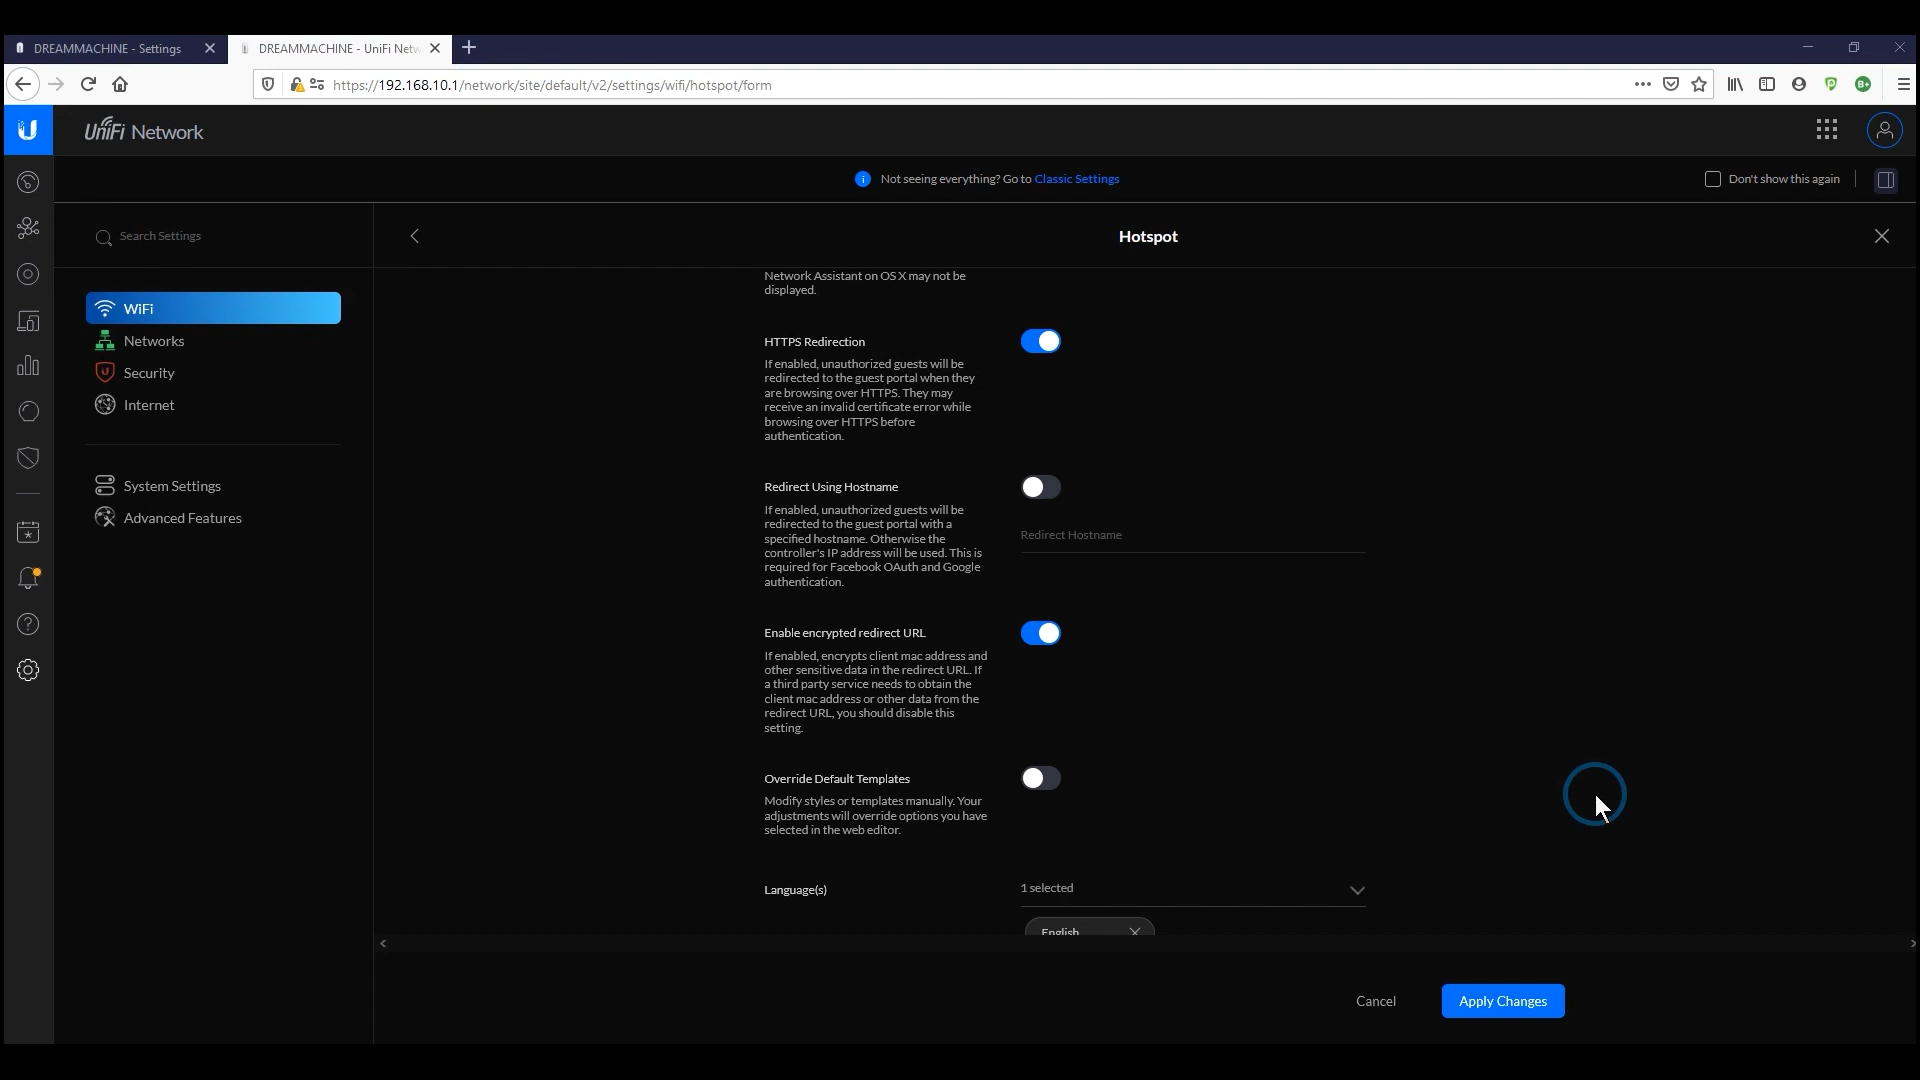 DREAMMACHINE - Settings
DREAMMACHINE - UniFi Netw
https://192.168.10.1/network/site/default/v2/settings/wifi/hotspot/form
UniFi Network
Not seeing everything? Go to Classic Settings
Don't show this again
Search Settings
Hotspot
WiFi
Networks
Security
Internet
System Settings
Advanced Features
Network Assistant on OS X may not be
displayed.
HTTPS Redirection
If enabled, unauthorized guests will be
redirected to the guest portal when they
are browsing over HTTPS. They may
receive an invalid certificate error while
browsing over HTTPS before
authentication.
Redirect Using Hostname
If enabled, unauthorized guests will be
redirected to the guest portal with a
specified hostname. Otherwise the
controller's IP address will be used. This is
required for Facebook OAuth and Google
authentication.
Redirect Hostname
Enable encrypted redirect URL
If enabled, encrypts client mac address and
other sensitive data in the redirect URL. If
a third party service needs to obtain the
client mac address or other data from the
redirect URL, you should disable this
setting.
Override Default Templates
Modify styles or templates manually. Your
adjustments will override options you have
selected in the web editor.
Language(s)
1 selected
English
Cancel
Apply Changes